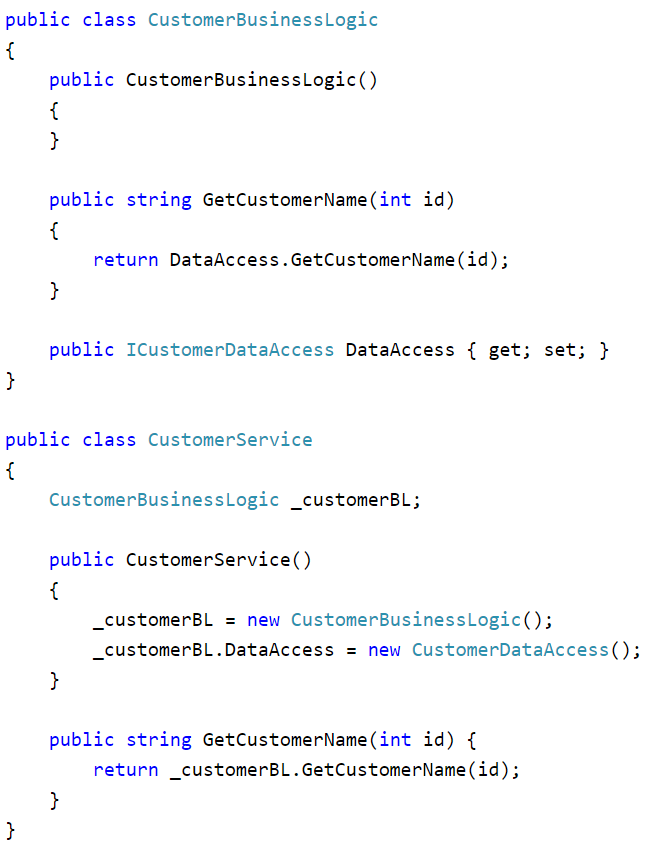 public class CustomerBusinessLogic
{
    public CustomerBusinessLogic()
    {
    }

    public string GetCustomerName(int id)
    {
        return DataAccess.GetCustomerName(id);
    }

    public ICustomerDataAccess DataAccess { get; set; }
}

public class CustomerService
{
    CustomerBusinessLogic _customerBL;

    public CustomerService()
    {
        _customerBL = new CustomerBusinessLogic();
        _customerBL.DataAccess = new CustomerDataAccess();
    }

    public string GetCustomerName(int id) {
        return _customerBL.GetCustomerName(id);
    }
}